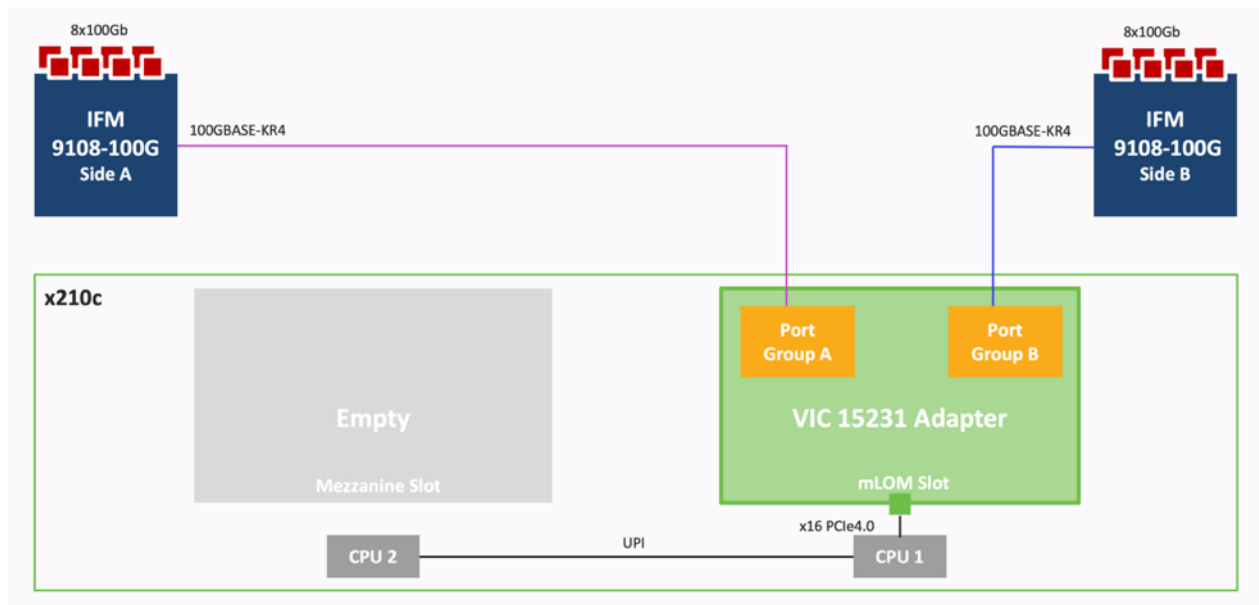 8x100Gb
8x100Gb
IFM
9108-100G
Side A
100GBASE-KR4
100GBASE-KR4
IFM
9108-100G
Side B
x210c
Port
Group A
Port
Group B
Empty
VIC 15231 Adapter
Mezzanine Slot
mLOM Slot
x16 PCIe4.0
CPU 2
UPI
CPU 1